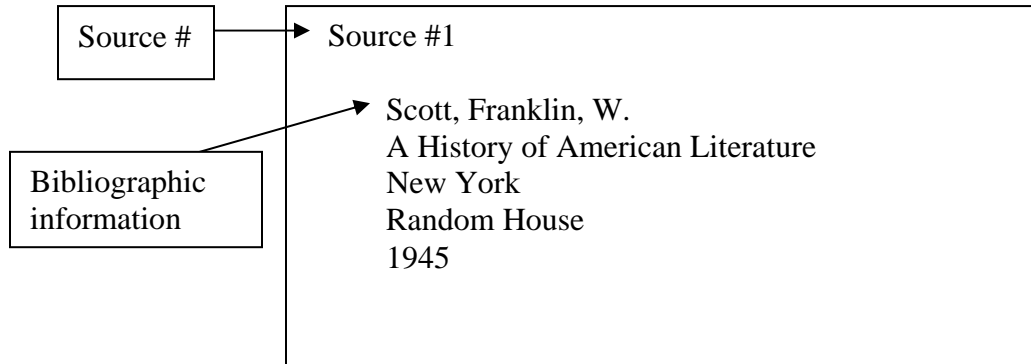 Source #
Source #1
Scott, Franklin, W.
A History of American Literature
New York
Random House
1945
Bibliographic
information